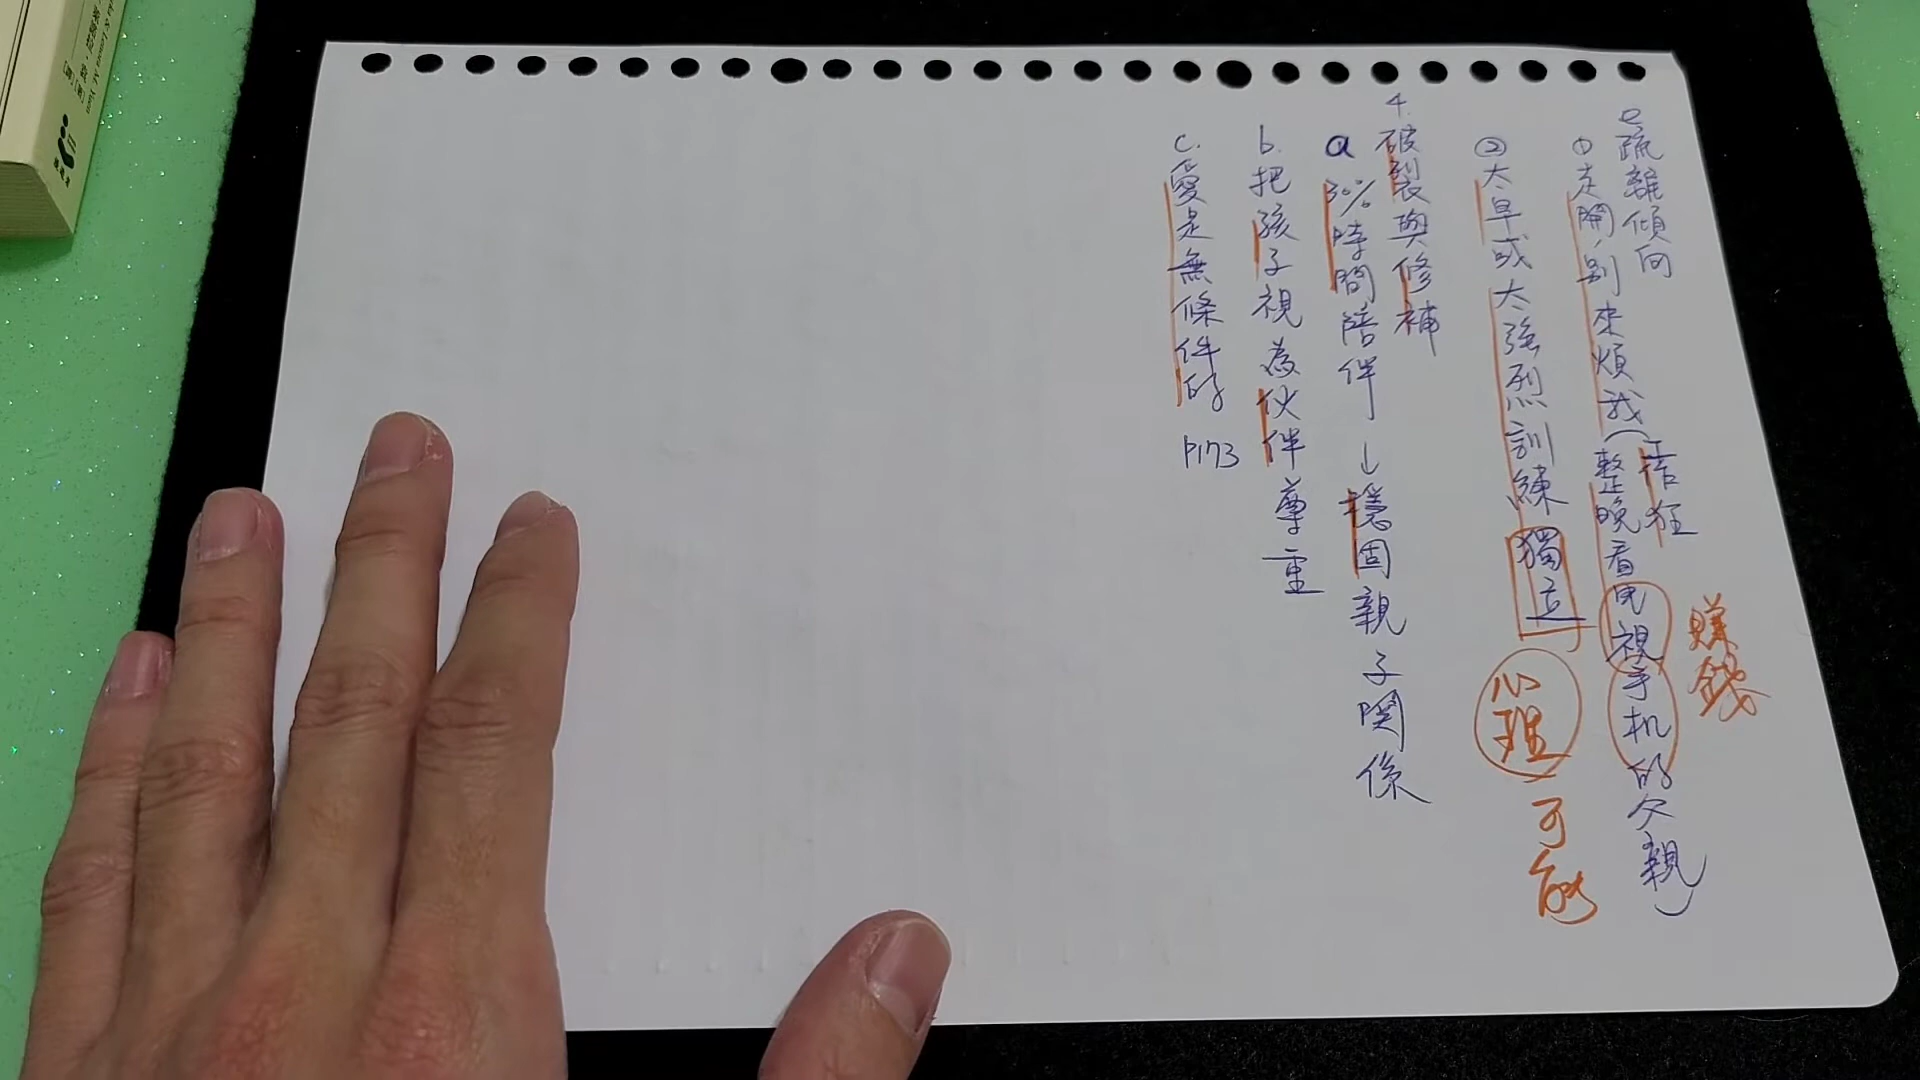 e疏離傾向
①走開,別來煩我(工作狂
整晚看电視手机的父親)
賺錢
②太早或太強烈訓練獨立
心理可能
4.破裂與修補
a 30%時間陪伴→穩固親子關係
b.把孩子視為伙伴尊重
c.愛是無條件的 P173